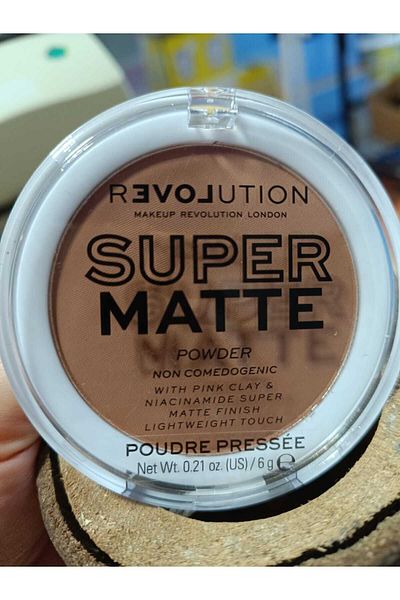 REVOLUTION
MAKEUP REVOLUTION LONDON
SUPER
MATTE
POWDER
NON COMEDOGENIC
WITH PINK CLAY &
NIACINAMIDE SUPER
MATTE FINISH
LIGHTWEIGHT TOUCH
POUDRE PRESSÉE
Net Wt. 0.21 oz. (US) / 6 g ℮